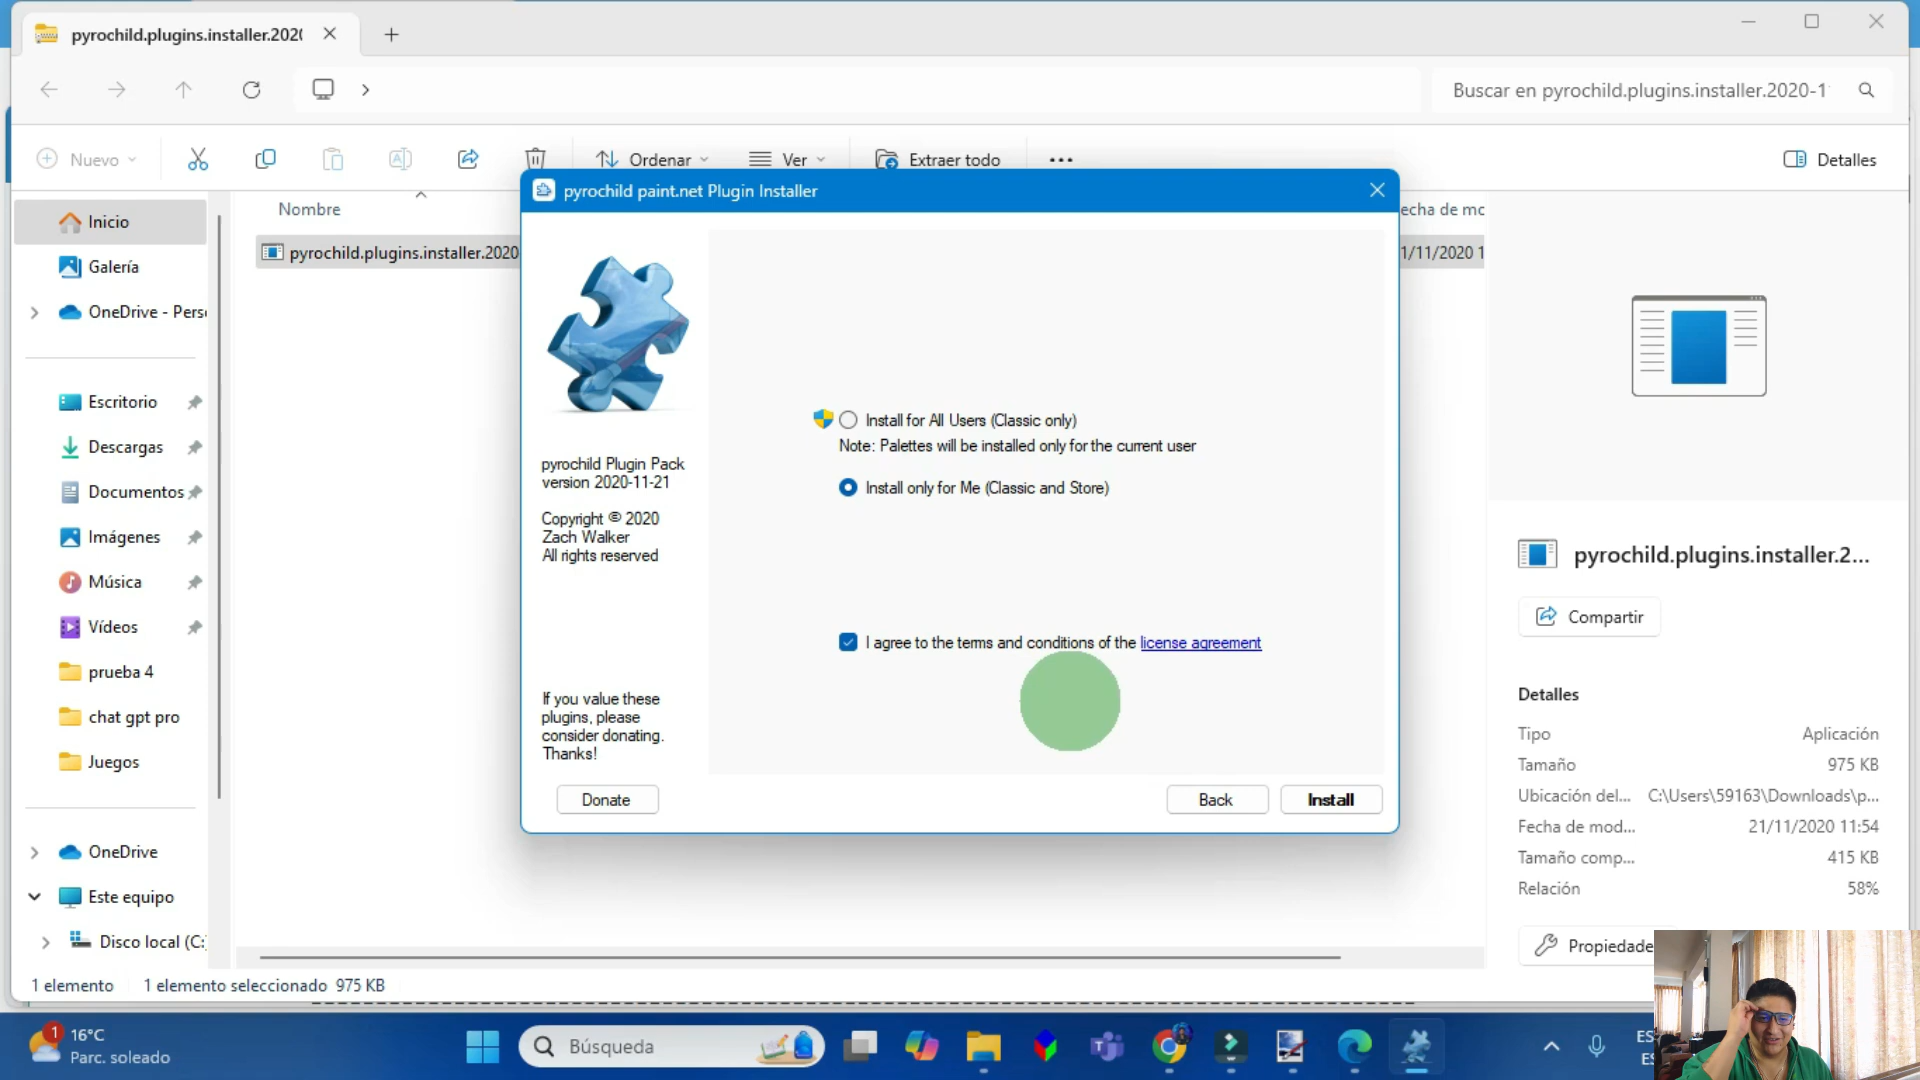 pyrochild.plugins.installer.202
Buscar en pyrochild.plugins.installer.2020-1
Nuevo
Ordenar
Ver
Extraer todo
Detalles
Inicio
Galería
OneDrive - Pers
Escritorio
Descargas
Documentos
Imágenes
Música
Vídeos
prueba 4
chat gpt pro
Juegos
OneDrive
Este equipo
Disco local (C:
Nombre
echa de mc
pyrochild.plugins.installer.2020
1/11/2020 1
pyrochild paint.net Plugin Installer
pyrochild Plugin Pack
version 2020-11-21
Copyright © 2020
Zach Walker
All rights reserved
If you value these
plugins, please
consider donating.
Thanks!
Donate
Install for All Users (Classic only)
Note: Palettes will be installed only for the current user
Install only for Me (Classic and Store)
I agree to the terms and conditions of the license agreement
Back
Install
pyrochild.plugins.installer.2...
Compartir
Detalles
Tipo Aplicación
Tamaño 975 KB
Ubicación del... C:\Users\59163\Downloads\p...
Fecha de mod... 21/11/2020 11:54
Tamaño comp... 415 KB
Relación 58%
Propiedade
1 elemento
1 elemento seleccionado 975 KB
1
16°C
Parc. soleado
Búsqueda
ES
ES